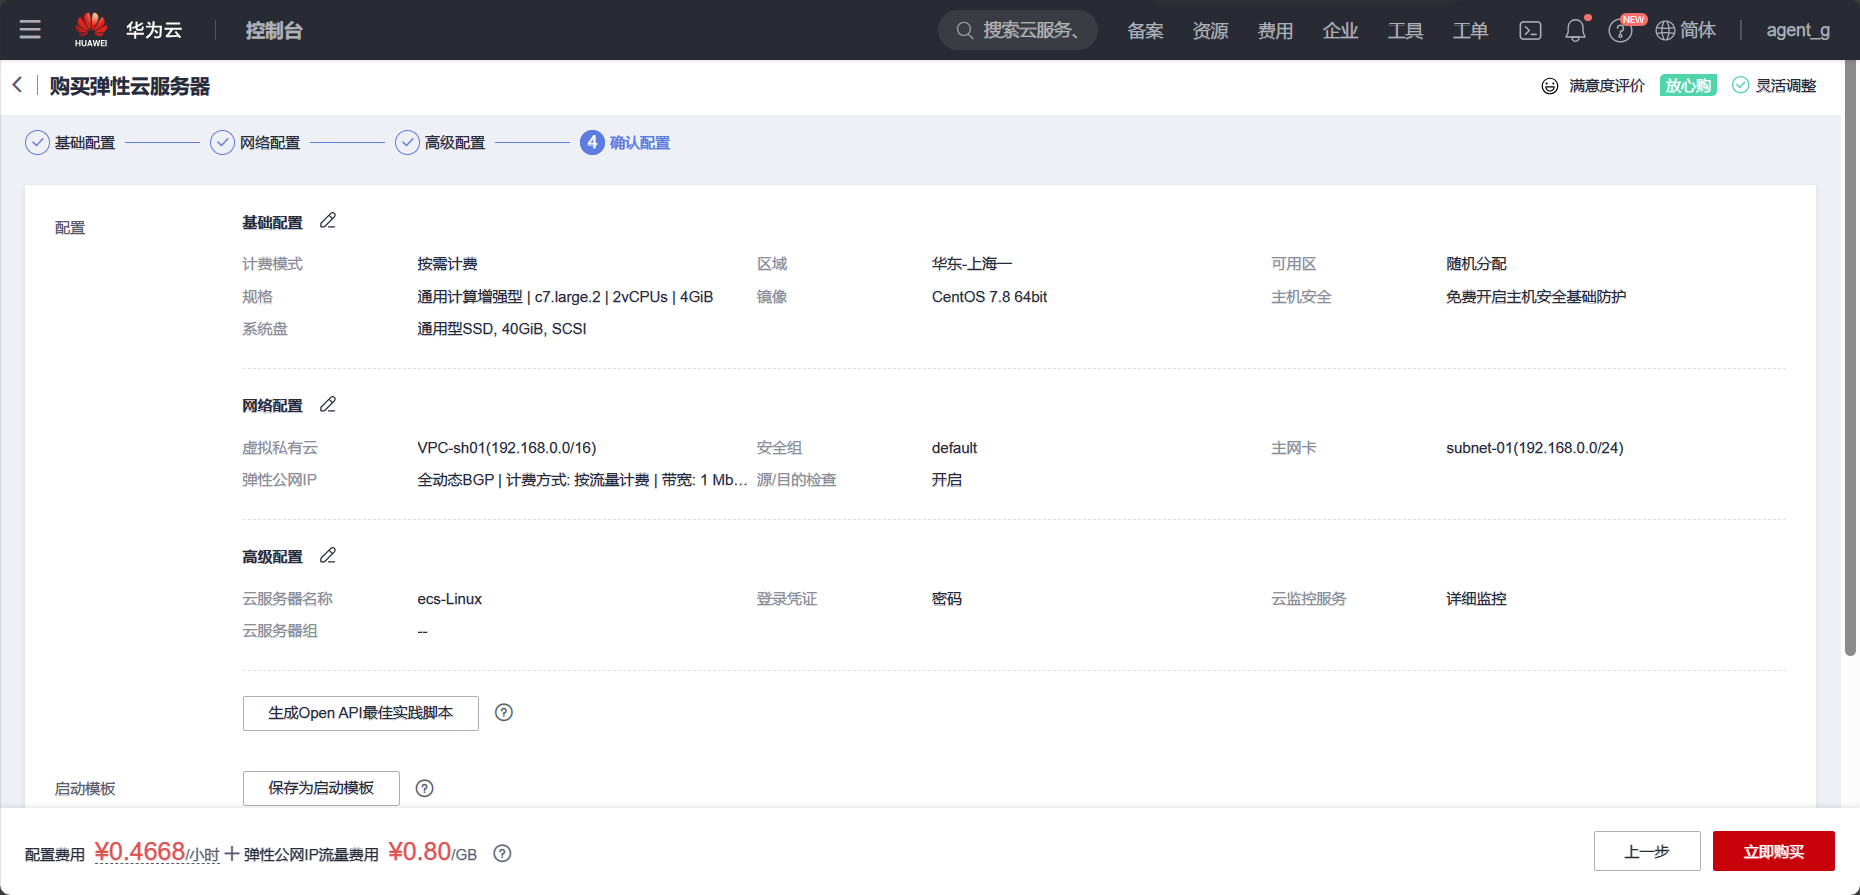 HUAWEI 华为云 控制台 搜索云服务、 备案 资源 费用 企业 工具 工单 NEW 简体 agent_g
购买弹性云服务器 满意度评价 放心购 灵活调整
基础配置 网络配置 高级配置 4 确认配置
配置 基础配置
计费模式 按需计费 区域 华东-上海一 可用区 随机分配
规格 通用计算增强型 | c7.large.2 | 2vCPUs | 4GiB 镜像 CentOS 7.8 64bit 主机安全 免费开启主机安全基础防护
系统盘 通用型SSD, 40GiB, SCSI
网络配置
虚拟私有云 VPC-sh01(192.168.0.0/16) 安全组 default 主网卡 subnet-01(192.168.0.0/24)
弹性公网IP 全动态BGP | 计费方式: 按流量计费 | 带宽: 1 Mb... 源/目的检查 开启
高级配置
云服务器名称 ecs-Linux 登录凭证 密码 云监控服务 详细监控
云服务器组 --
生成Open API最佳实践脚本
启动模板 保存为启动模板
配置费用 ¥0.4668/小时 + 弹性公网IP流量费用 ¥0.80/GB 上一步 立即购买